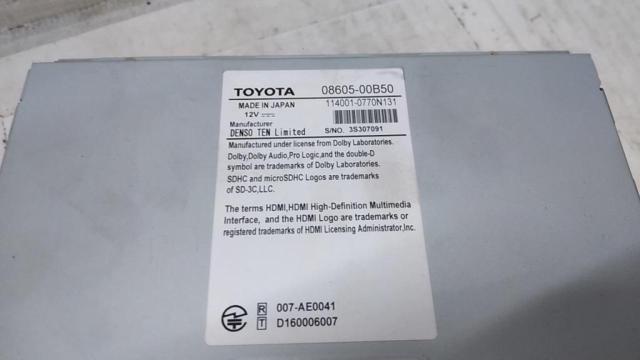 TOYOTA 08605-00B50
MADE IN JAPAN 114001-0770N131
12V
Manufacturer
DENSO TEN Limited S/NO. 3S307091
Manufactured under license from Dolby Laboratories.
Dolby,Dolby Audio,Pro Logic,and the double-D
symbol are trademarks of Dolby Laboratories.
SDHC and microSDHC Logos are trademarks
of SD-3C,LLC.
The terms HDMI,HDMI High-Definition Multimedia
Interface, and the HDMI Logo are trademarks or
registered trademarks of HDMI Licensing Administrator,Inc.
R 007-AE0041
T D160006007